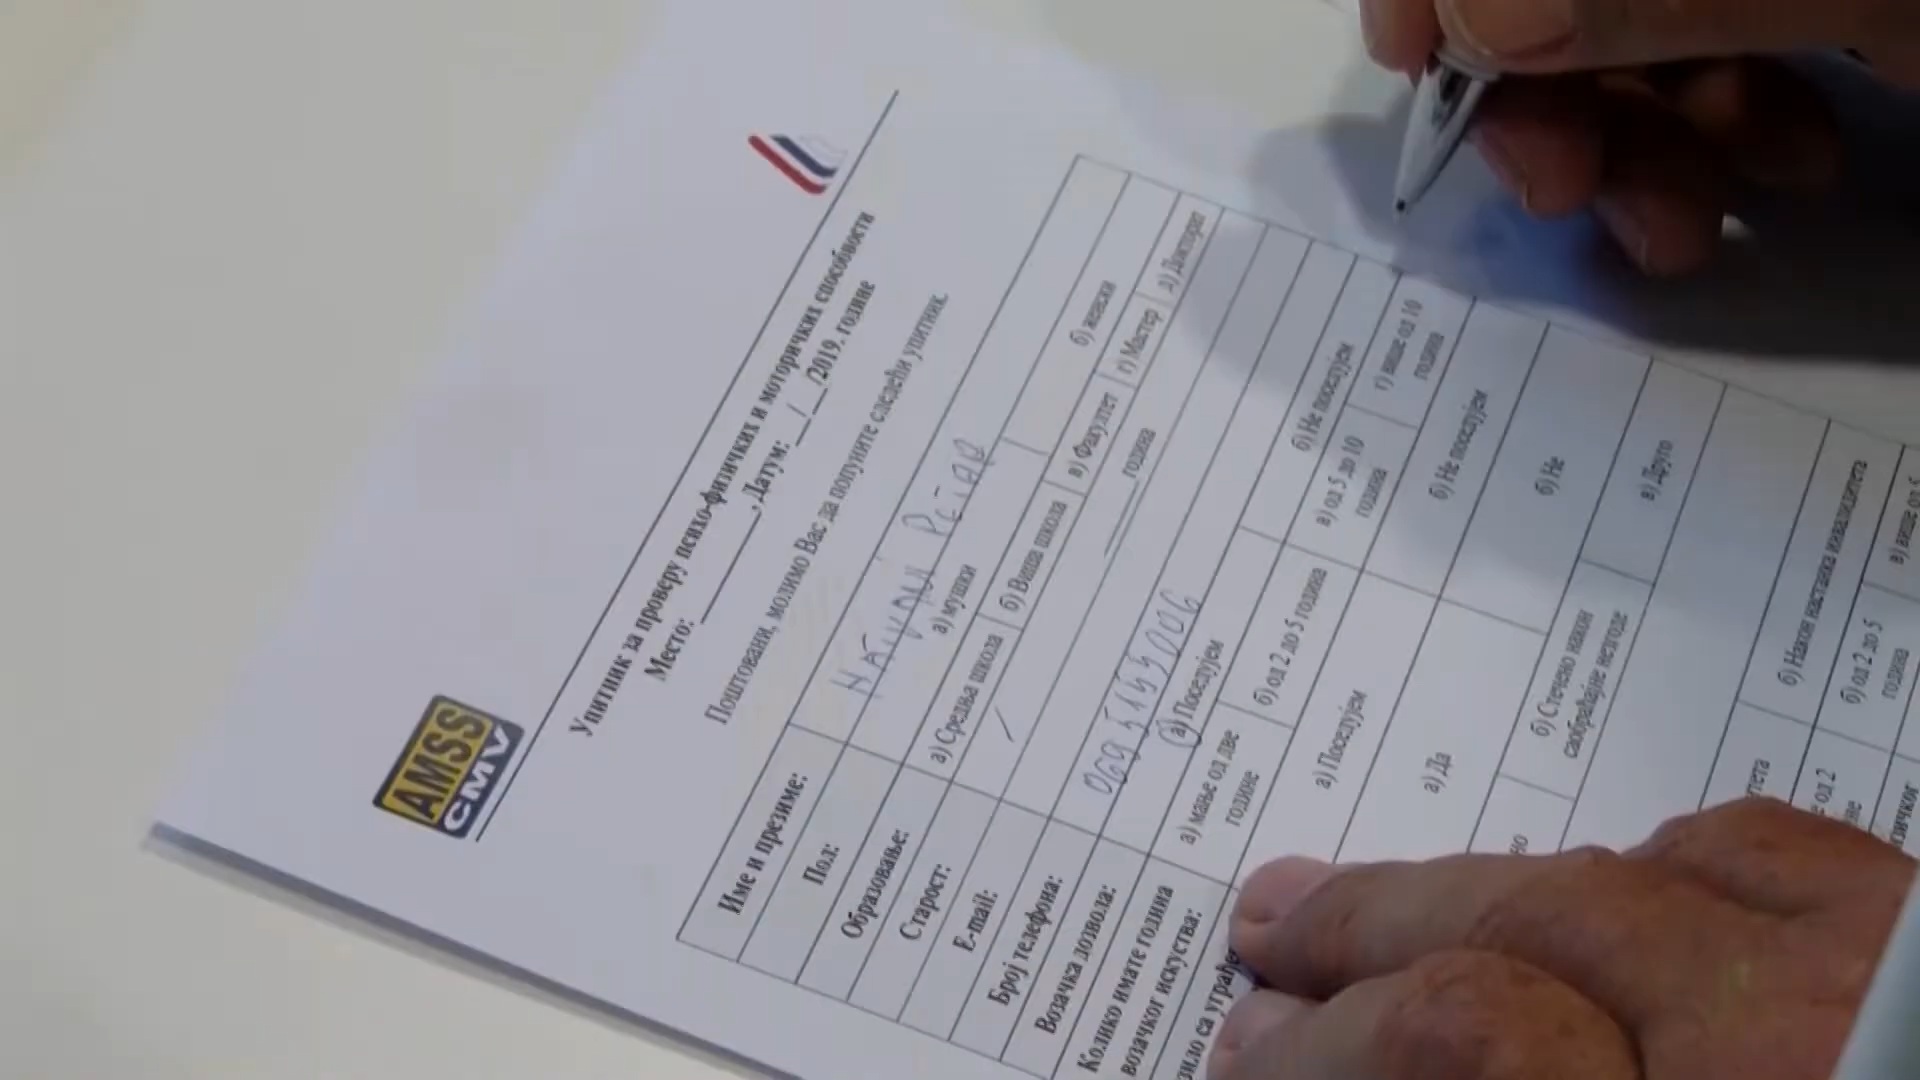 AMSS
CMV
Упитник за проверу психо-физичких и моторичких способности
Место: ________, Датум: __/__/2019. године
Поштовани, молимо Вас да попуните следећи упитник.
Име и презиме:
Пол: а) мушки б) женски
Образовање: а) Средња школа б) Виша школа в) Факултет г) Мастер д) Докторат
Старост: година
E-mail: /
Број телефона:
Возачка дозвола: а) Поседујем б) Не поседујем
Колико имате година возачког искуства: а) мање од две године б) од 2 до 5 година в) од 5 до 10 година г) више од 10 година
а) Поседујем б) Не поседујем
а) Да б) Не
б) Стечено након саобраћајне незгоде в) Друго
б) Након настанка инвалидитета
б) од 2 до 5 година в) више од 5